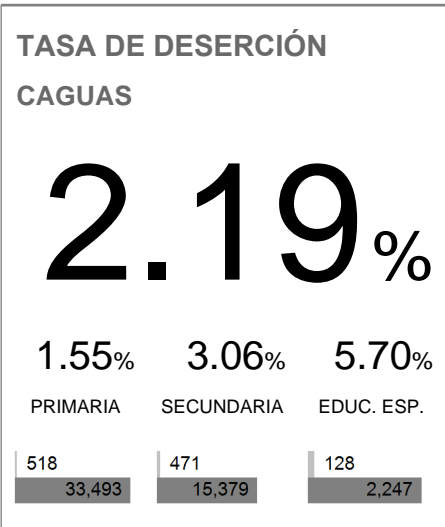 TASA DE DESERCIÓN
CAGUAS
2.19%
1.55% 3.06% 5.70%
PRIMARIA SECUNDARIA EDUC. ESP.
518 471 128
33,493 15,379 2,247